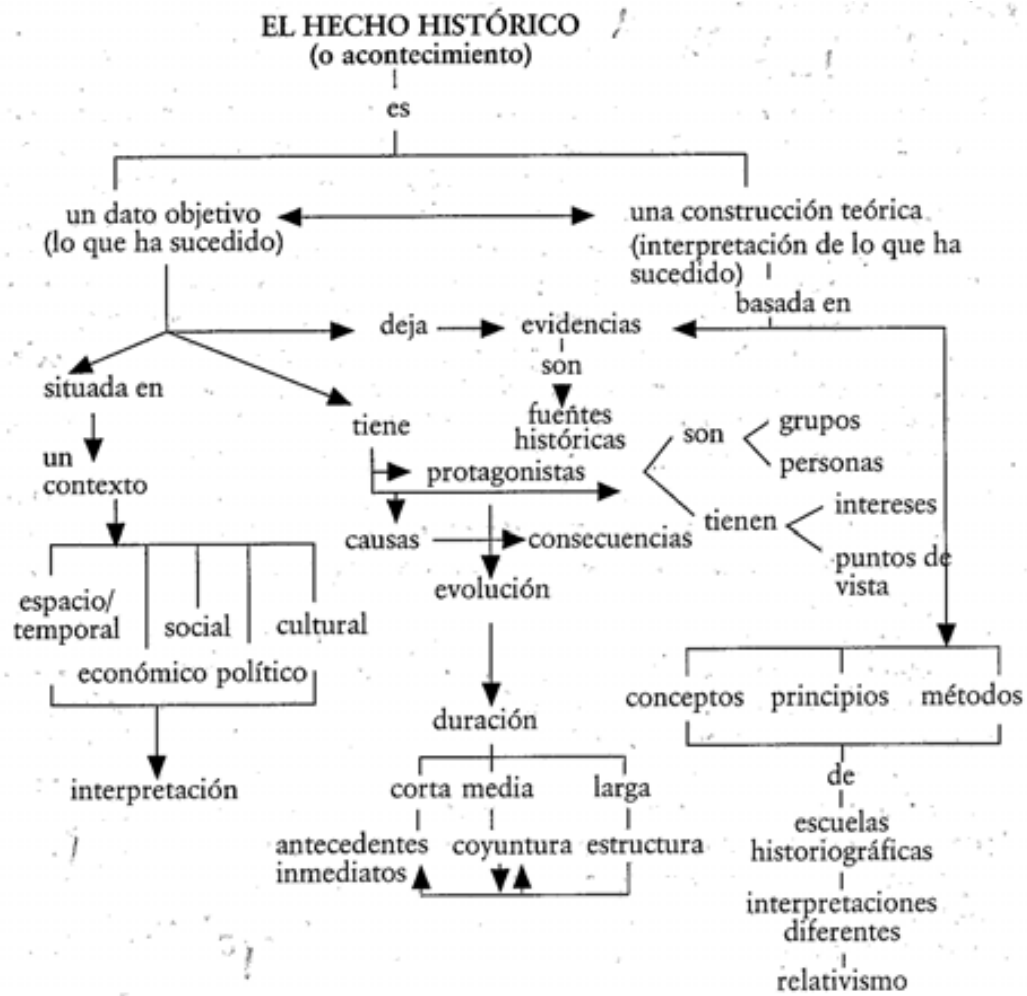 EL HECHO HISTÓRICO
(o acontecimiento)
es
un dato objetivo
(lo que ha sucedido)
una construcción teórica
(interpretación de lo que ha
sucedido)
basada en
deja
evidencias
son
fuentes
históricas
situada en
un
contexto
espacio/
temporal
social
cultural
económico
político
interpretación
tiene
protagonistas
son
grupos
personas
tienen
intereses
puntos de
vista
causas
consecuencias
evolución
duración
corta
media
larga
antecedentes
inmediatos
coyuntura
estructura
conceptos
principios
métodos
de
escuelas
historiográficas
interpretaciones
diferentes
relativismo